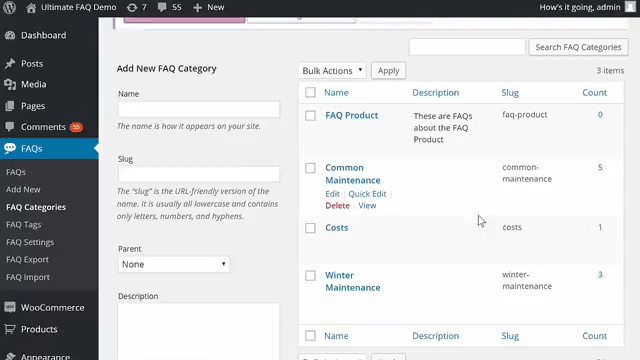 Ultimate FAQ Demo 7 55 + New How's it going, admin
Dashboard
Posts
Media
Pages
Comments 55
FAQs
FAQs
Add New
FAQ Categories
FAQ Tags
FAQ Settings
FAQ Export
FAQ Import
WooCommerce
Products
Appearance
Add New FAQ Category
Name
The name is how it appears on your site.
Slug
The “slug” is the URL-friendly version of the
name. It is usually all lowercase and contains
only letters, numbers, and hyphens.
Parent
None
Description
Search FAQ Categories
Bulk Actions Apply 3 items
Name Description Slug Count
FAQ Product These are FAQs about the FAQ Product faq-product 0
Common Maintenance common-maintenance 5
Edit | Quick Edit |
Delete | View
Costs costs 1
Winter Maintenance winter-maintenance 3
Name Description Slug Count